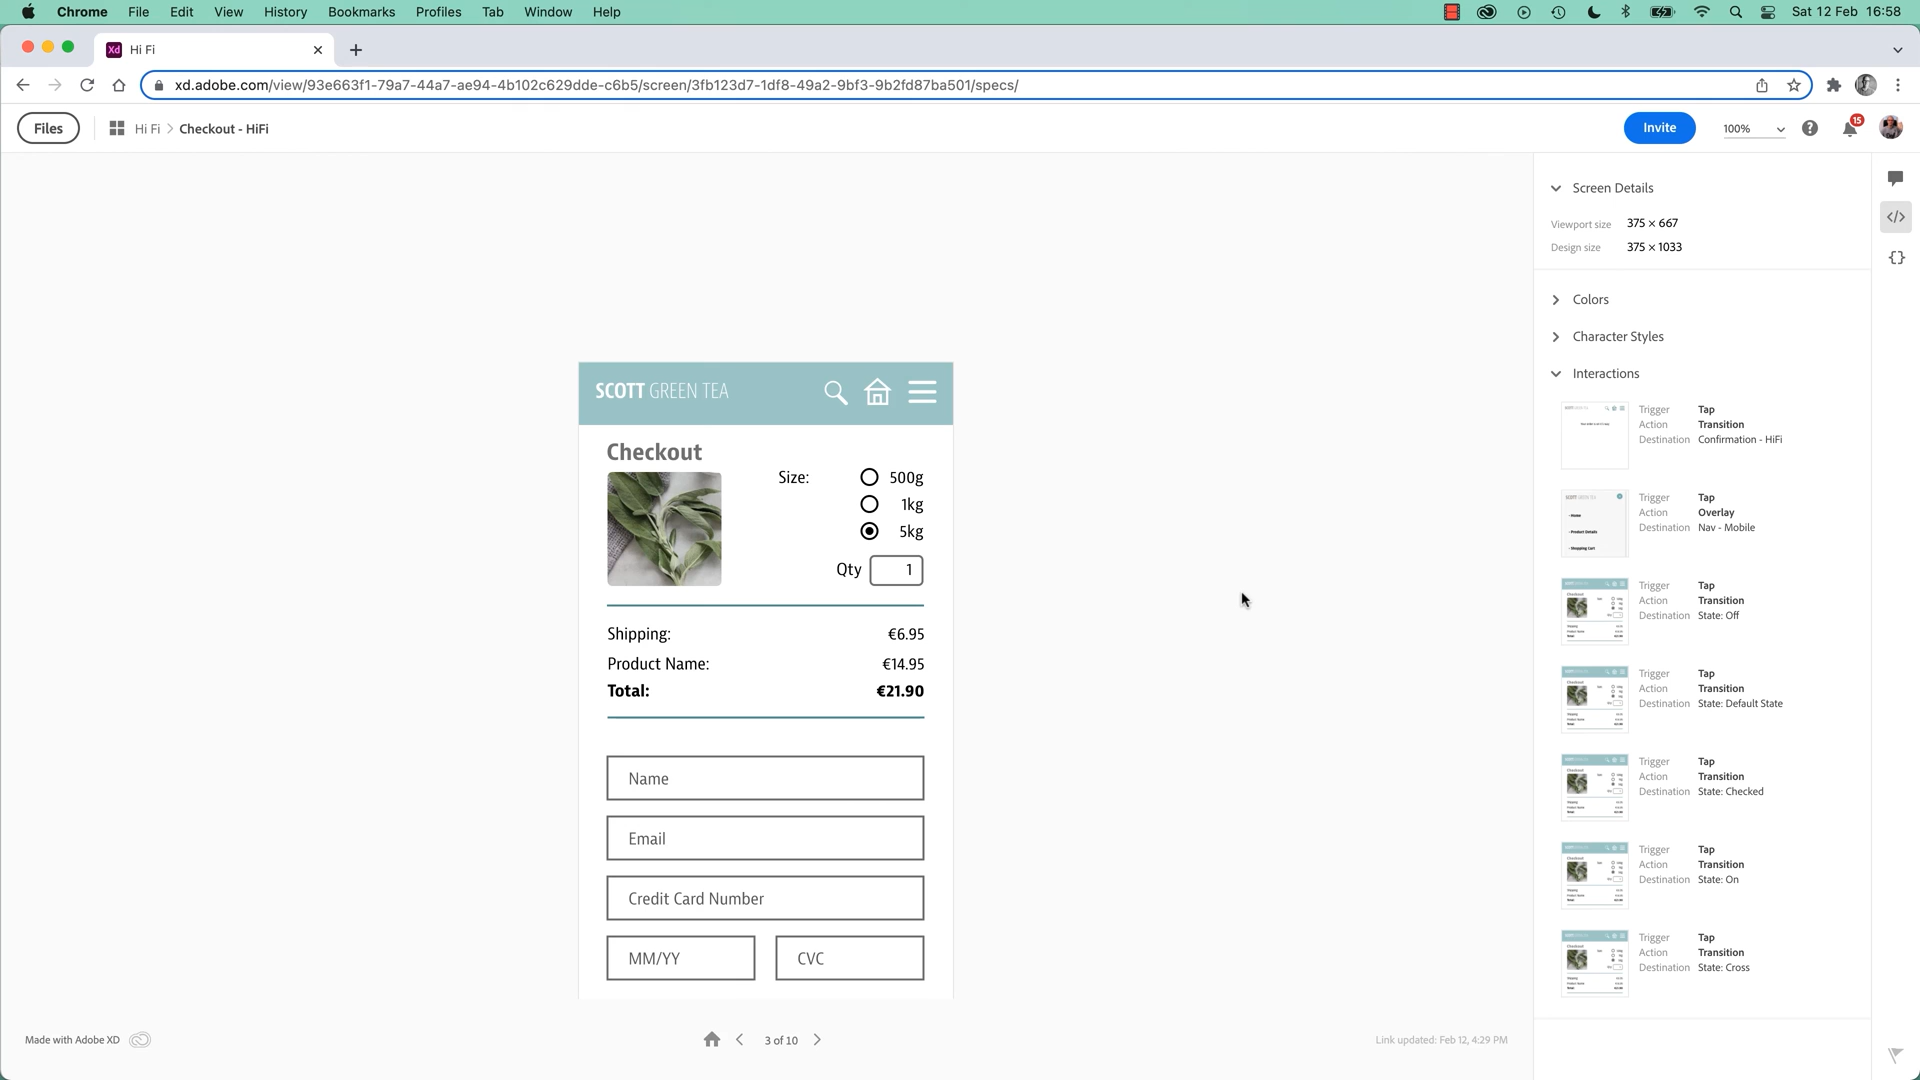 Chrome File Edit View History Bookmarks Profiles Tab Window Help Sat 12 Feb 16:58
Xd Hi Fi
xd.adobe.com/view/93e663f1-79a7-44a7-ae94-4b102c629dde-c6b5/screen/3fb123d7-1df8-49a2-9bf3-9b2fd87ba501/specs/
Files Hi Fi Checkout - HiFi Invite 100% 15
SCOTT GREEN TEA
Checkout
Size: 500g
1kg
5kg
Qty 1
Shipping: €6.95
Product Name: €14.95
Total: €21.90
Name
Email
Credit Card Number
MM/YY CVC
Made with Adobe XD
3 of 10
Link updated: Feb 12, 4:29 PM
Screen Details
Viewport size 375 × 667
Design size 375 × 1033
Colors
Character Styles
Interactions
Trigger Tap
Action Transition
Destination Confirmation - HiFi
Trigger Tap
Action Overlay
Destination Nav - Mobile
Trigger Tap
Action Transition
Destination State: Off
Trigger Tap
Action Transition
Destination State: Default State
Trigger Tap
Action Transition
Destination State: Checked
Trigger Tap
Action Transition
Destination State: On
Trigger Tap
Action Transition
Destination State: Cross